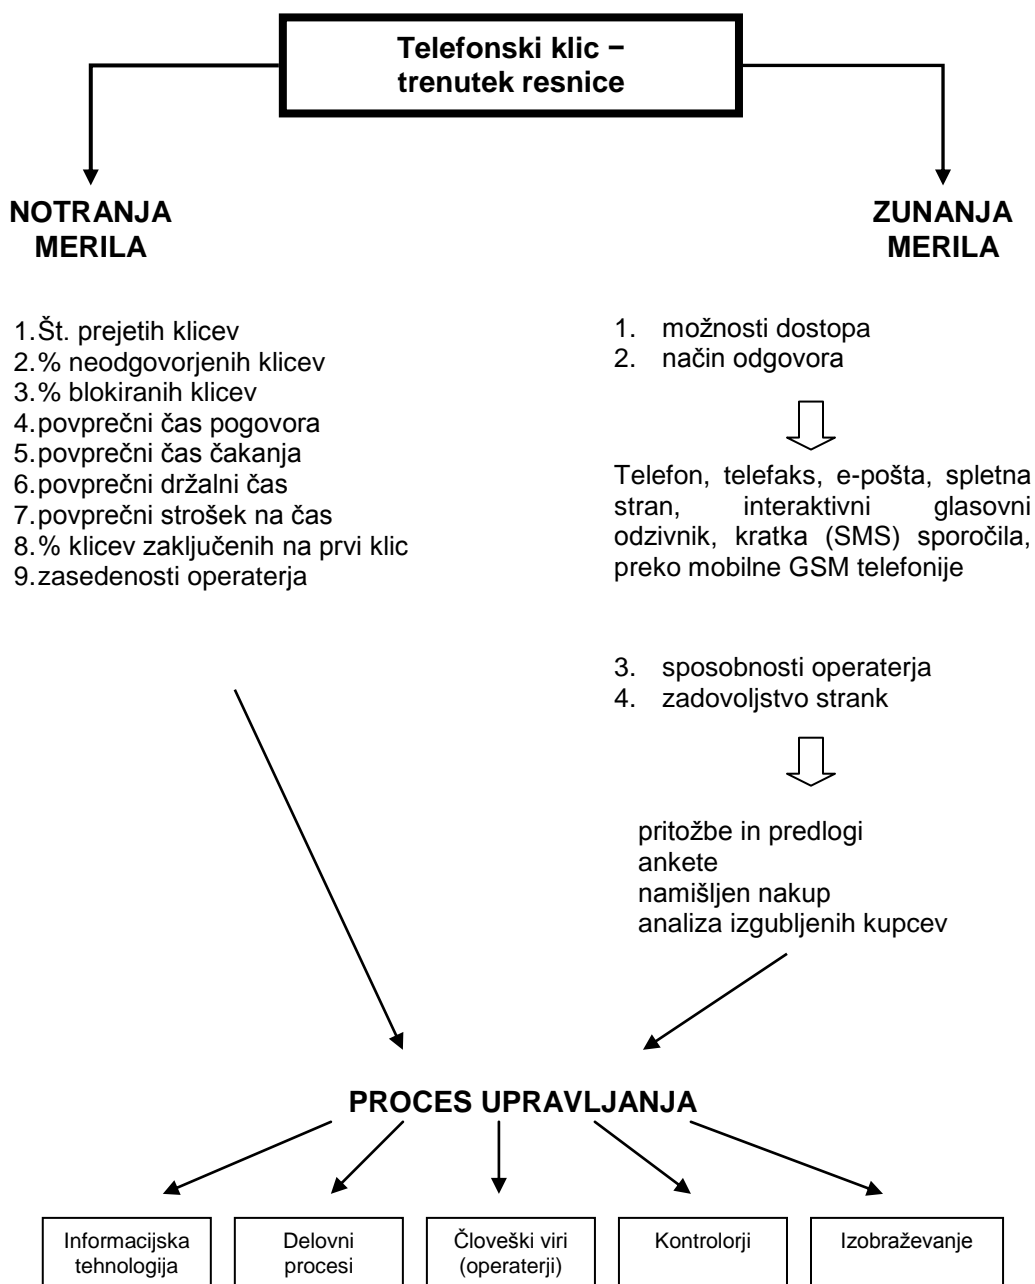 Telefonski klic −
trenutek resnice
NOTRANJA
MERILA
1.Št. prejetih klicev
2.% neodgovorjenih klicev
3.% blokiranih klicev
4.povprečni čas pogovora
5.povprečni čas čakanja
6.povprečni držalni čas
7.povprečni strošek na čas
8.% klicev zaključenih na prvi klic
9.zasedenosti operaterja
ZUNANJA
MERILA
1. možnosti dostopa
2. način odgovora
Telefon, telefaks, e-pošta, spletna
stran, interaktivni glasovni
odzivnik, kratka (SMS) sporočila,
preko mobilne GSM telefonije
3. sposobnosti operaterja
4. zadovoljstvo strank
pritožbe in predlogi
ankete
namišljen nakup
analiza izgubljenih kupcev
PROCES UPRAVLJANJA
Informacijska
tehnologija
Delovni
procesi
Človeški viri
(operaterji)
Kontrolorji
Izobraževanje